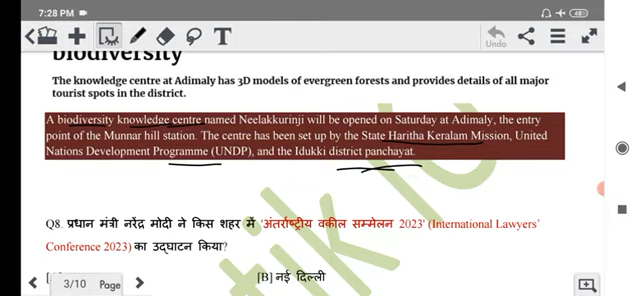 7:28 PM
48
Undo
biodiversity
The knowledge centre at Adimaly has 3D models of evergreen forests and provides details of all major
tourist spots in the district.
A biodiversity knowledge centre named Neelakkurinji will be opened on Saturday at Adimaly, the entry
point of the Munnar hill station. The centre has been set up by the State Haritha Keralam Mission, United
Nations Development Programme (UNDP), and the Idukki district panchayat.
Q8. प्रधान मंत्री नरेंद्र मोदी ने किस शहर में 'अंतर्राष्ट्रीय वकील सम्मेलन 2023' (International Lawyers'
Conference 2023) का उद्घाटन किया?
[B] नई दिल्ली
3/10 Page